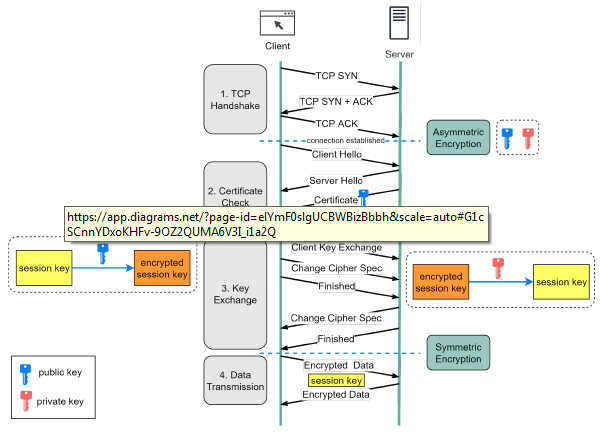 Client
Server
TCP SYN
1. TCP
Handshake
TCP SYN + ACK
TCP ACK
connection established
Asymmetric
Encryption
Client Hello
Server Hello
2. Certificate
Check
Certificate
https://app.diagrams.net/?page-id=elYmF0sIgUCBWBizBbbh&scale=auto#G1c
SCnnYDxoKHFv-9OZ2QUMA6V3I_i1a2Q
Client Key Exchange
session key
encrypted
session key
Change Cipher Spec
Finished
3. Key
Exchange
encrypted
session key
session key
Change Cipher Spec
Finished
Symmetric
Encryption
4. Data
Transmission
Encrypted Data
session key
Encrypted Data
public key
private key